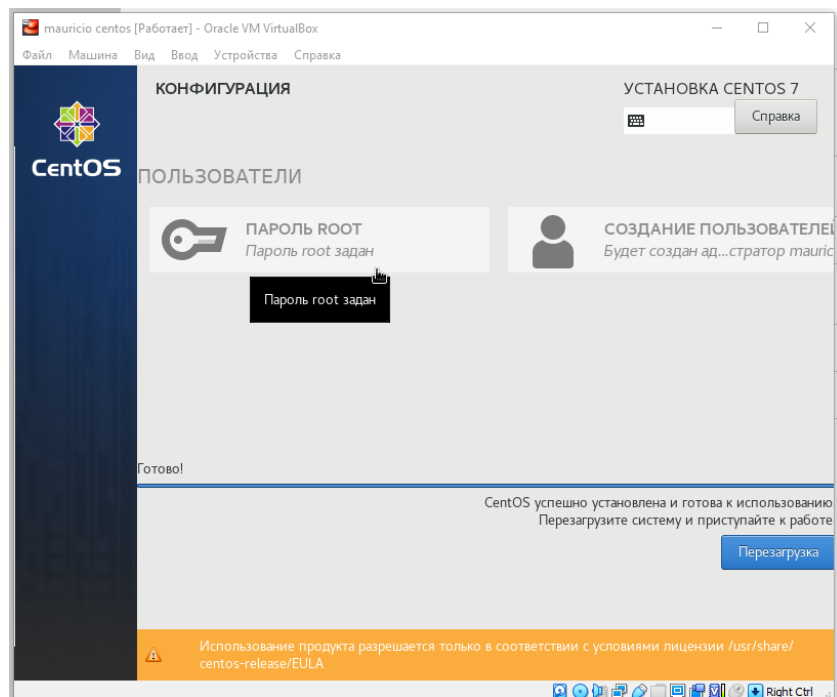 mauricio centos [Работает] - Oracle VM VirtualBox
Файл Машина Вид Ввод Устройства Справка
КОНФИГУРАЦИЯ
УСТАНОВКА CENTOS 7
Справка
CentOS
ПОЛЬЗОВАТЕЛИ
ПАРОЛЬ ROOT
Пароль root задан
СОЗДАНИЕ ПОЛЬЗОВАТЕЛЕЙ
Будет создан ад...стратор mauric
Пароль root задан
Готово!
CentOS успешно установлена и готова к использованию
Перезагрузите систему и приступайте к работе
Перезагрузка
Использование продукта разрешается только в соответствии с условиями лицензии /usr/share/
centos-release/EULA
Right Ctrl